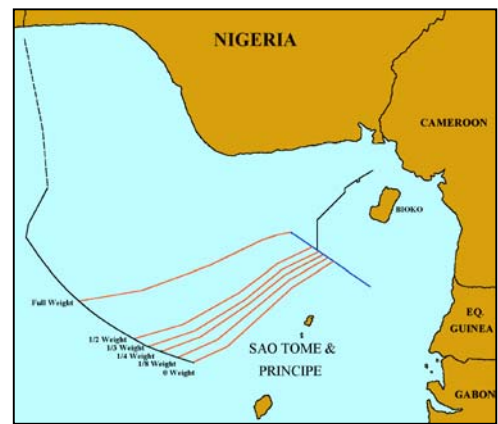 NIGERIA
CAMEROON
BIOKO
Full Weight
1/2 Weight
1/3 Weight
1/4 Weight
1/8 Weight
0 Weight
SAO TOME &
PRINCIPE
EQ.
GUINEA
GABON